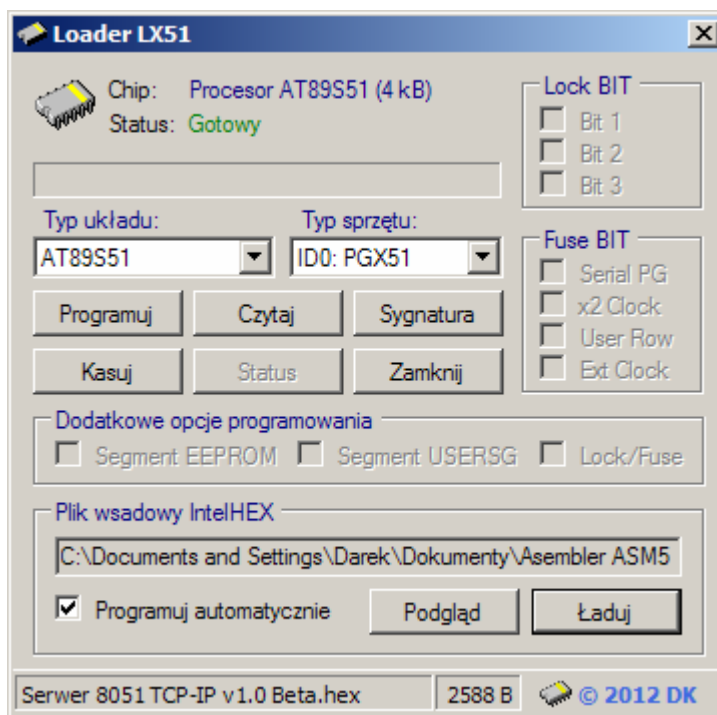 Loader LX51
Chip: Procesor AT89S51 (4 kB)
Status: Gotowy
Lock BIT
Bit 1
Bit 2
Bit 3
Typ układu:
Typ sprzętu:
AT89S51
ID0: PGX51
Fuse BIT
Serial PG
x2 Clock
User Row
Ext Clock
Programuj
Czytaj
Sygnatura
Kasuj
Status
Zamknij
Dodatkowe opcje programowania
Segment EEPROM
Segment USERSG
Lock/Fuse
Plik wsadowy IntelHEX
C:\Documents and Settings\Darek\Dokumenty\Asembler ASM5
Programuj automatycznie
Podgląd
Ładuj
Serwer 8051 TCP-IP v1.0 Beta.hex
2588 B
© 2012 DK